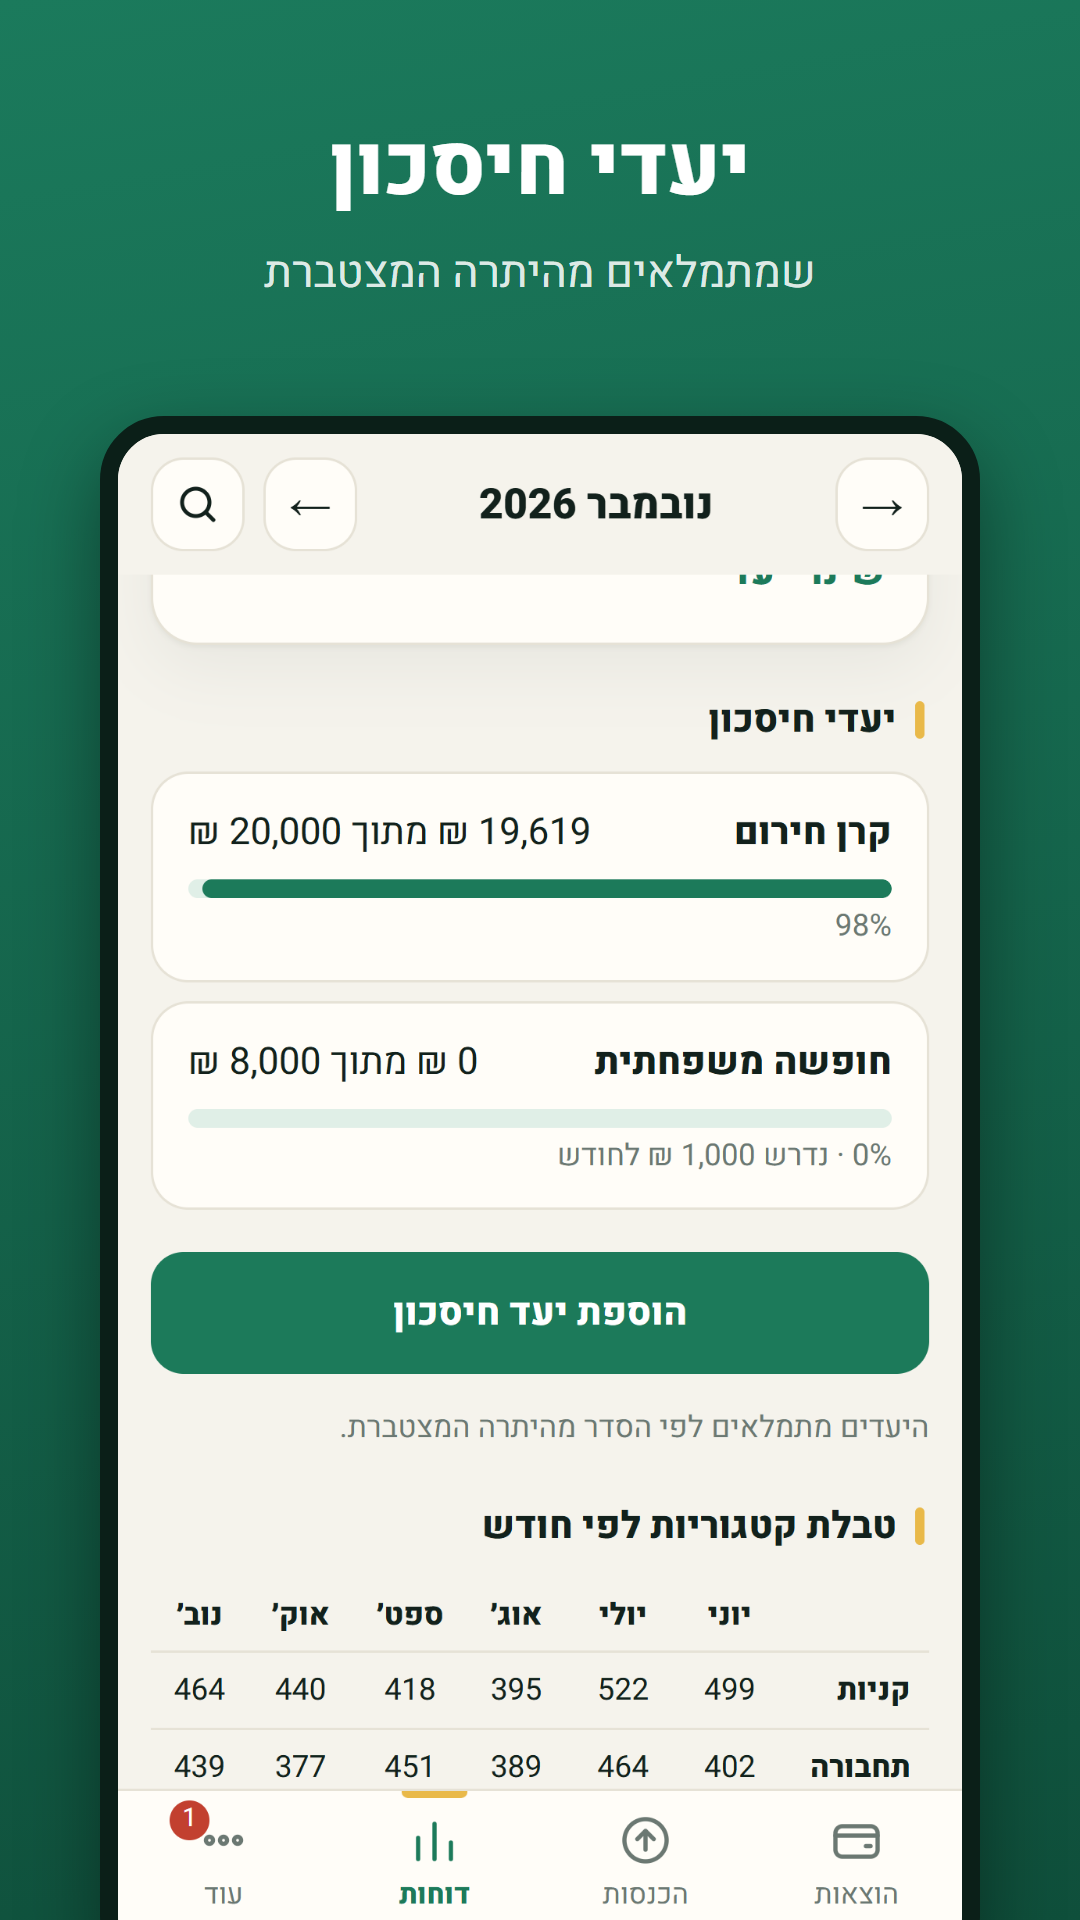 יעדי חיסכון
שמתמלאים מהיתרה המצטברת
→ נובמבר 2026 ←
יעדי חיסכון
קרן חירום 19,619 ₪ מתוך 20,000 ₪
98%
חופשה משפחתית 0 ₪ מתוך 8,000 ₪
0% · נדרש 1,000 ₪ לחודש
הוספת יעד חיסכון
היעדים מתמלאים לפי הסדר מהיתרה המצטברת.
טבלת קטגוריות לפי חודש
יוני יולי אוג׳ ספט׳ אוק׳ נוב׳
קניות 499 522 395 418 440 464
תחבורה 402 464 389 451 377 439
1
הוצאות הכנסות דוחות עוד